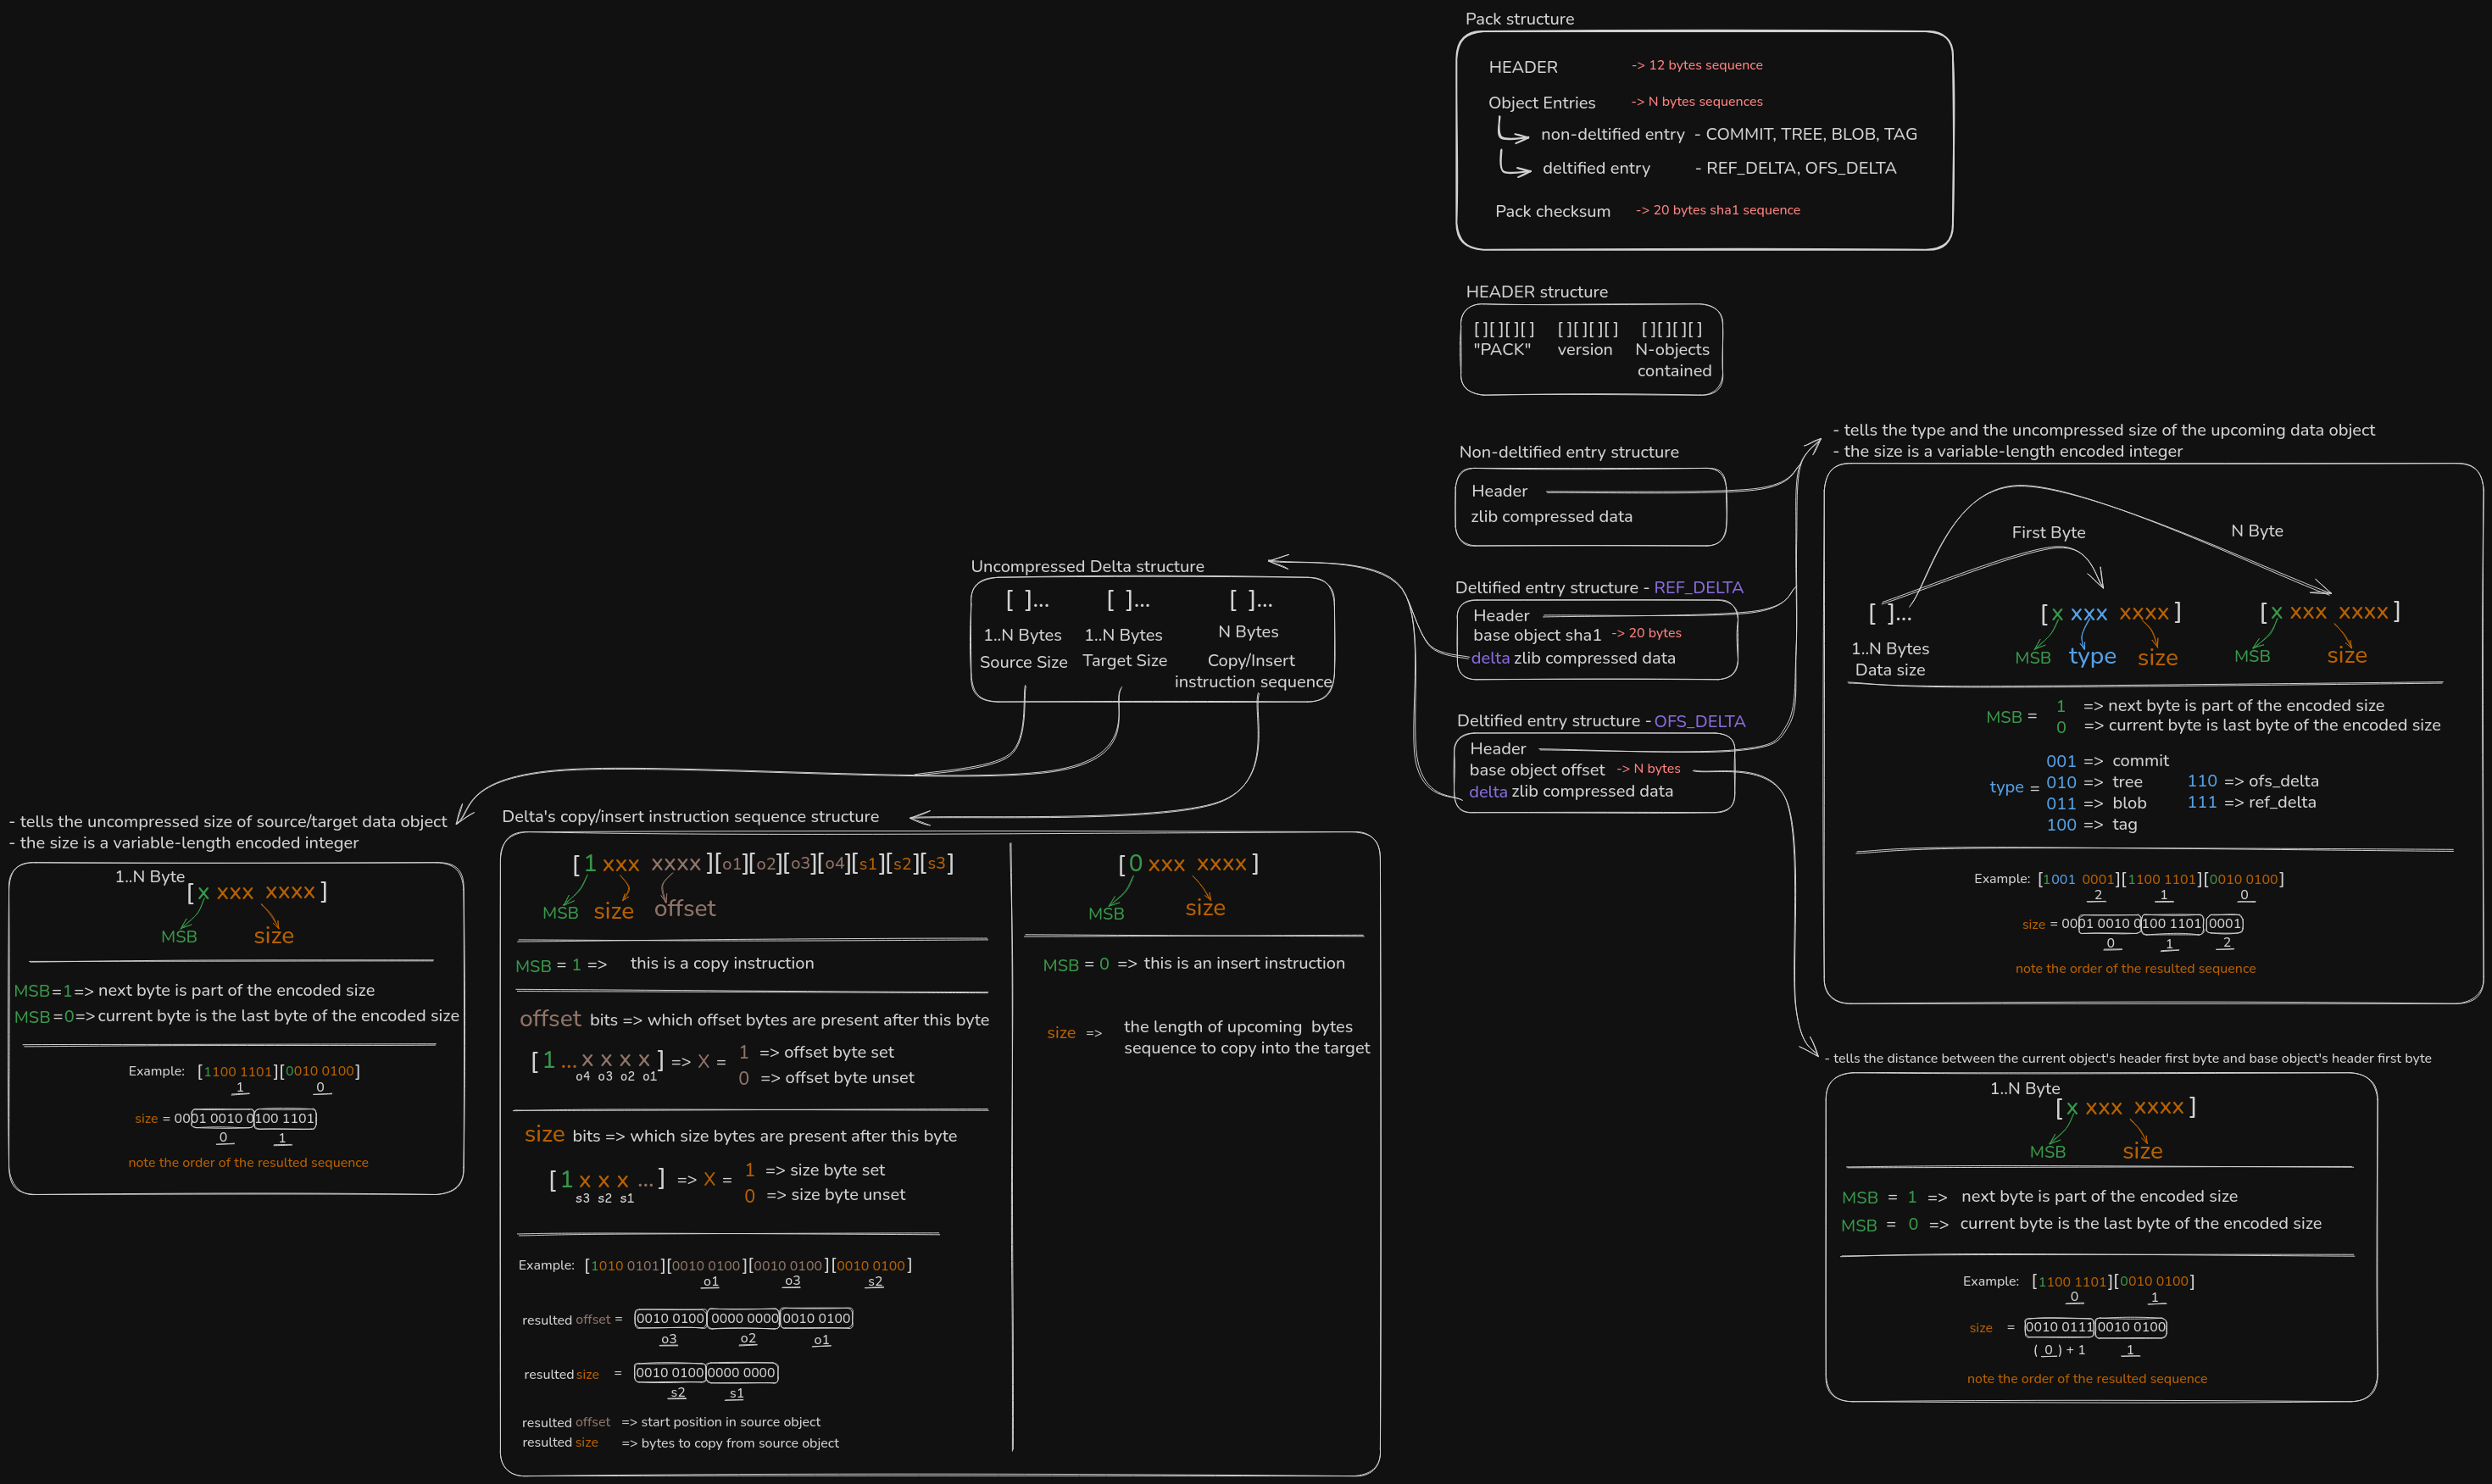 Pack structure
HEADER -> 12 bytes sequence
Object Entries -> N bytes sequences
non-deltified entry - COMMIT, TREE, BLOB, TAG
deltified entry - REF_DELTA, OFS_DELTA
Pack checksum -> 20 bytes sha1 sequence
HEADER structure
[ ][ ][ ][ ] [ ][ ][ ][ ] [ ][ ][ ][ ]
"PACK" version N-objects
contained
Non-deltified entry structure
Header
zlib compressed data
Deltified entry structure - REF_DELTA
Header
base object sha1 -> 20 bytes
delta zlib compressed data
Deltified entry structure - OFS_DELTA
Header
base object offset -> N bytes
delta zlib compressed data
- tells the type and the uncompressed size of the upcoming data object
- the size is a variable-length encoded integer
First Byte N Byte
[ ]... [ x xxx xxxx ] [ x xxx xxxx ]
1..N Bytes
Data size
MSB type size MSB size
MSB = 1 => next byte is part of the encoded size
0 => current byte is last byte of the encoded size
type =
001 => commit
010 => tree
011 => blob
100 => tag
110 => ofs_delta
111 => ref_delta
Example: [1001 0001][1100 1101][0010 0100]
2 1 0
size = 0001 0010 0100 1101 0001
0 1 2
note the order of the resulted sequence
- tells the distance between the current object's header first byte and base object's header first byte
1..N Byte
[ x xxx xxxx ]
MSB size
MSB = 1 => next byte is part of the encoded size
MSB = 0 => current byte is the last byte of the encoded size
Example: [1100 1101][0010 0100]
0 1
size = 0010 0111 0010 0100
( 0 ) + 1 1
note the order of the resulted sequence
Uncompressed Delta structure
[ ]... [ ]... [ ]...
1..N Bytes 1..N Bytes N Bytes
Source Size Target Size Copy/Insert
instruction sequence
- tells the uncompressed size of source/target data object
- the size is a variable-length encoded integer
1..N Byte
[ x xxx xxxx ]
MSB size
MSB=1=> next byte is part of the encoded size
MSB=0=> current byte is the last byte of the encoded size
Example: [1100 1101][0010 0100]
1 0
size = 0001 0010 0100 1101
0 1
note the order of the resulted sequence
Delta's copy/insert instruction sequence structure
[ 1 xxx xxxx ][o1][o2][o3][o4][s1][s2][s3]
MSB size offset
MSB = 1 => this is a copy instruction
offset bits => which offset bytes are present after this byte
[ 1 ... x x x x ] => X = 1 => offset byte set
0 => offset byte unset
o4 o3 o2 o1
size bits => which size bytes are present after this byte
[ 1 x x x ... ] => X = 1 => size byte set
0 => size byte unset
s3 s2 s1
Example: [1010 0101][0010 0100][0010 0100][0010 0100]
o1 o3 s2
resulted offset = 0010 0100 0000 0000 0010 0100
o3 o2 o1
resulted size = 0010 0100 0000 0000
s2 s1
resulted offset => start position in source object
resulted size => bytes to copy from source object
[ 0 xxx xxxx ]
MSB size
MSB = 0 => this is an insert instruction
size => the length of upcoming bytes
sequence to copy into the target